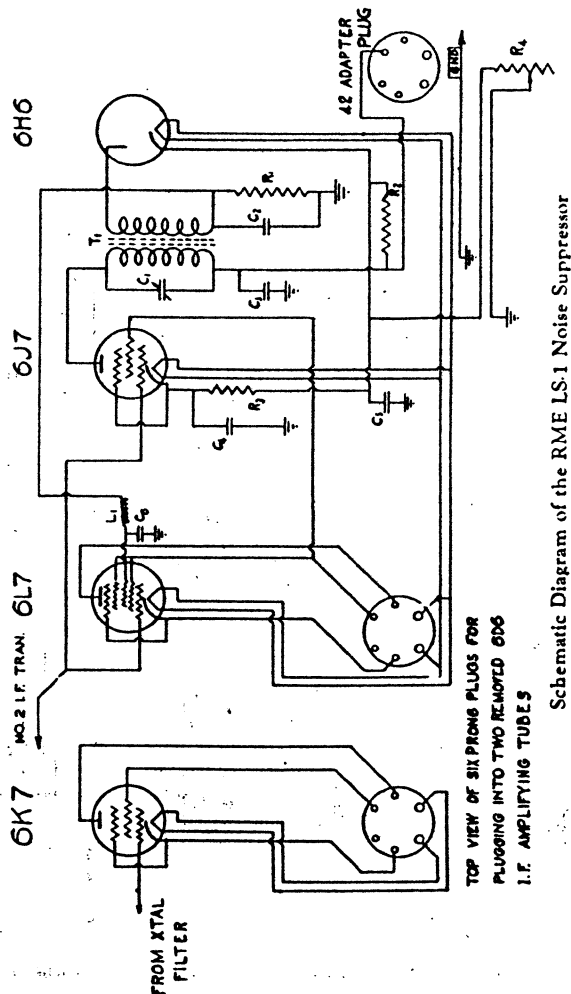 6K7
6L7
6J7
6H6
NO. 2 I.F. TRAN.
FROM XTAL
FILTER
L₁
C₅
C₁
T₁
C₂
R₁
C₃
R₂
R₃
42 ADAPTER
PLUG
GND
R₄
TOP VIEW OF SIX PRONG PLUGS FOR
PLUGGING INTO TWO REMOVED 6D6
I.F. AMPLIFYING TUBES
Schematic Diagram of the RME LS-1 Noise Suppressor